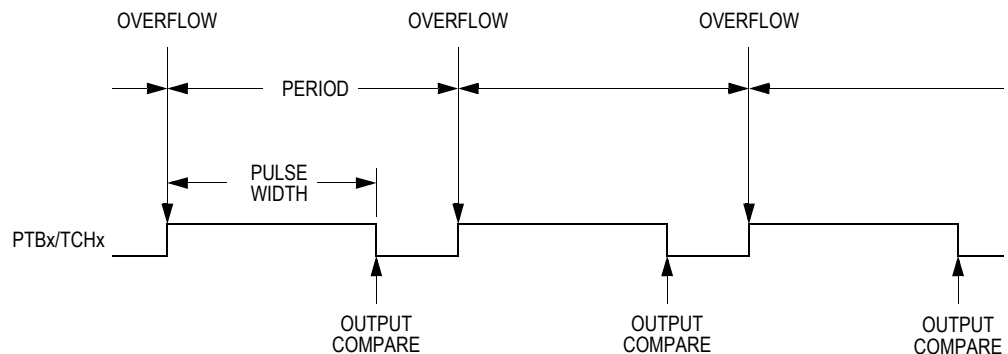 OVERFLOW
OVERFLOW
OVERFLOW
PERIOD
PULSE
WIDTH
PTBx/TCHx
OUTPUT
COMPARE
OUTPUT
COMPARE
OUTPUT
COMPARE